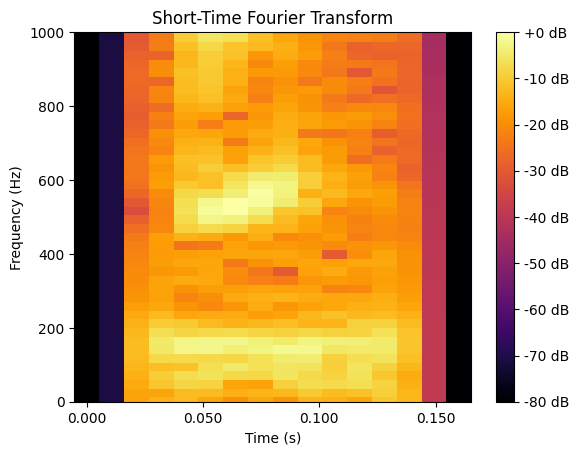 Short-Time Fourier Transform
1000
800
600
400
200
0
Frequency (Hz)
0.000
0.050
0.100
0.150
Time (s)
+0 dB
-10 dB
-20 dB
-30 dB
-40 dB
-50 dB
-60 dB
-70 dB
-80 dB